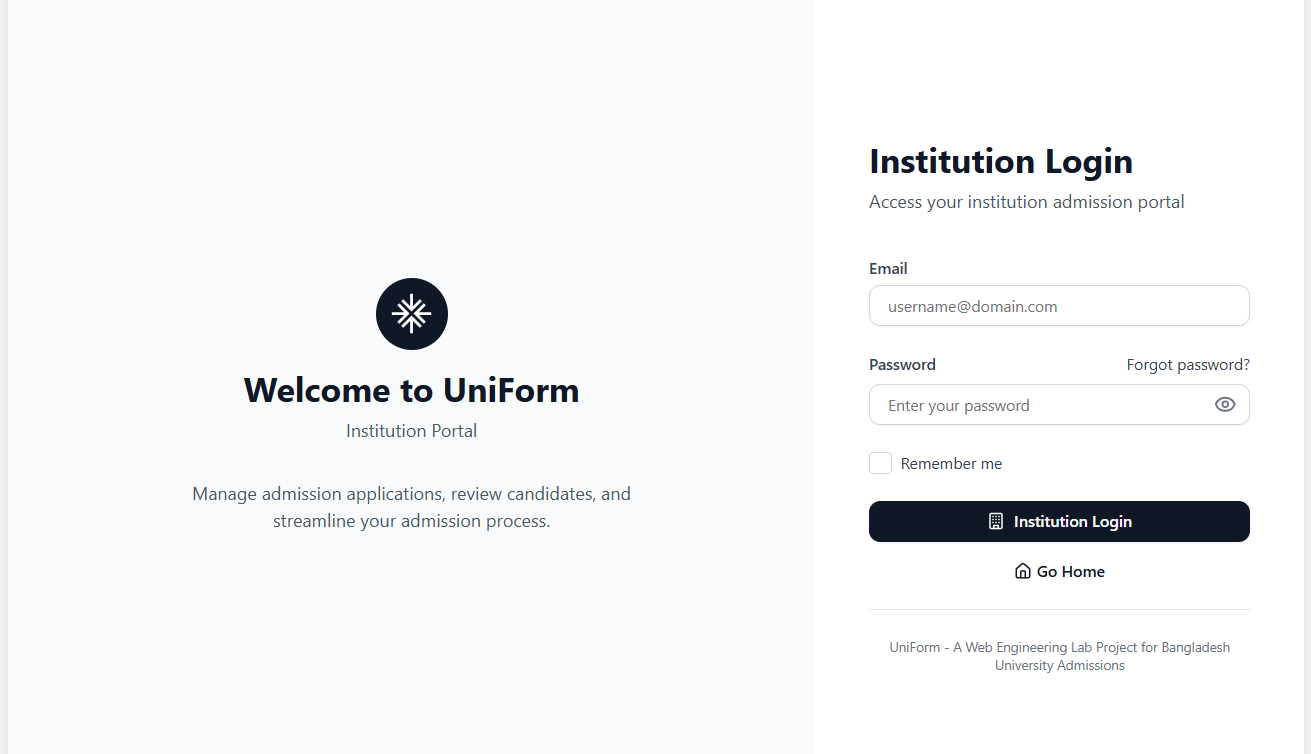 Welcome to UniForm
Institution Portal
Manage admission applications, review candidates, and
streamline your admission process.
Institution Login
Access your institution admission portal
Email
username@domain.com
Password
Forgot password?
Enter your password
Remember me
Institution Login
Go Home
UniForm - A Web Engineering Lab Project for Bangladesh
University Admissions